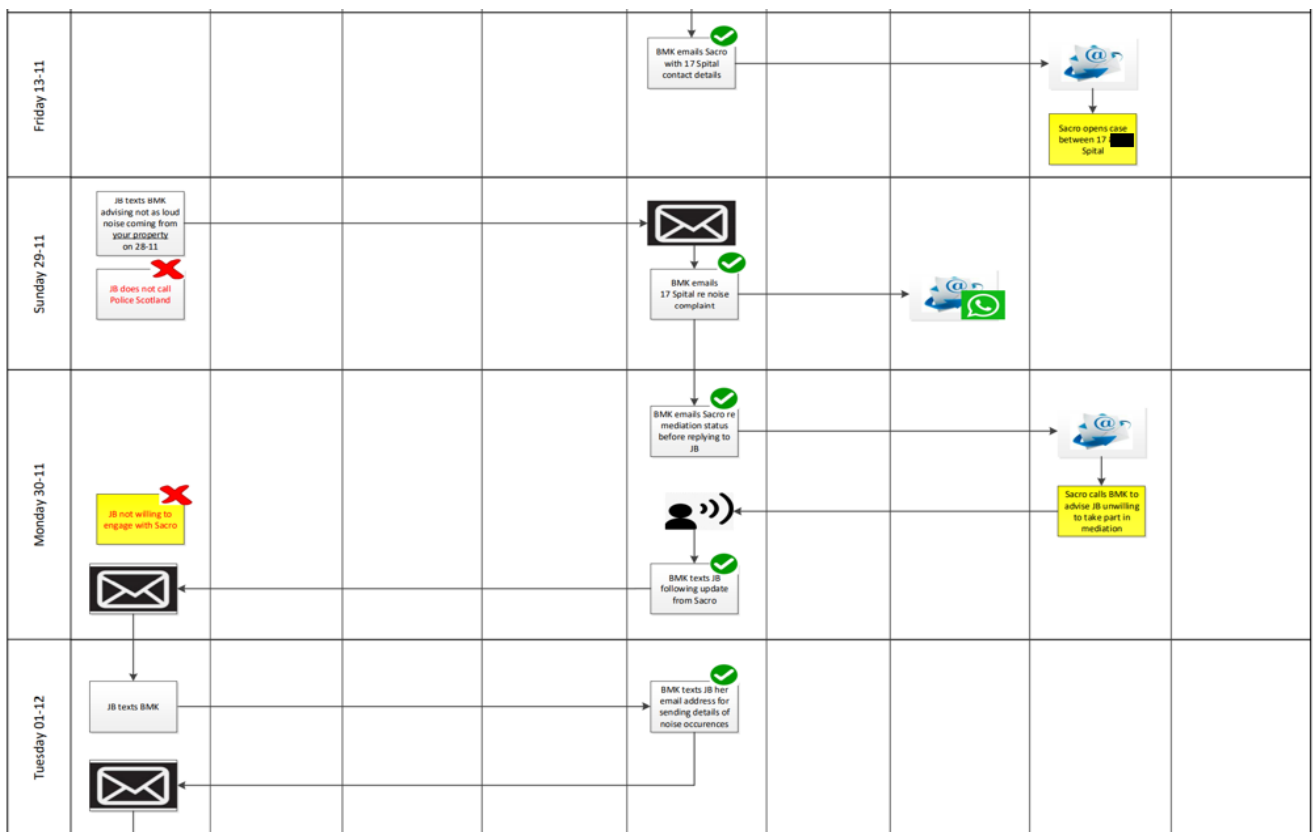 Friday 13-11
BMK emails Sacro
with 17 Spital
contact details
@
Sacro opens case
between 17
Spital
Sunday 29-11
JB texts BMK
advising not as loud
noise coming from
your property
on 28-11
JB does not call
Police Scotland
BMK emails
17 Spital re noise
complaint
@
Monday 30-11
BMK emails Sacro re
mediation status
before replying to
JB
@
JB not willing to
engage with Sacro
Sacro calls BMK to
advise JB unwilling
to take part in
mediation
BMK texts JB
following update
from Sacro
Tuesday 01-12
JB texts BMK
BMK texts JB her
email address for
sending details of
noise occurences